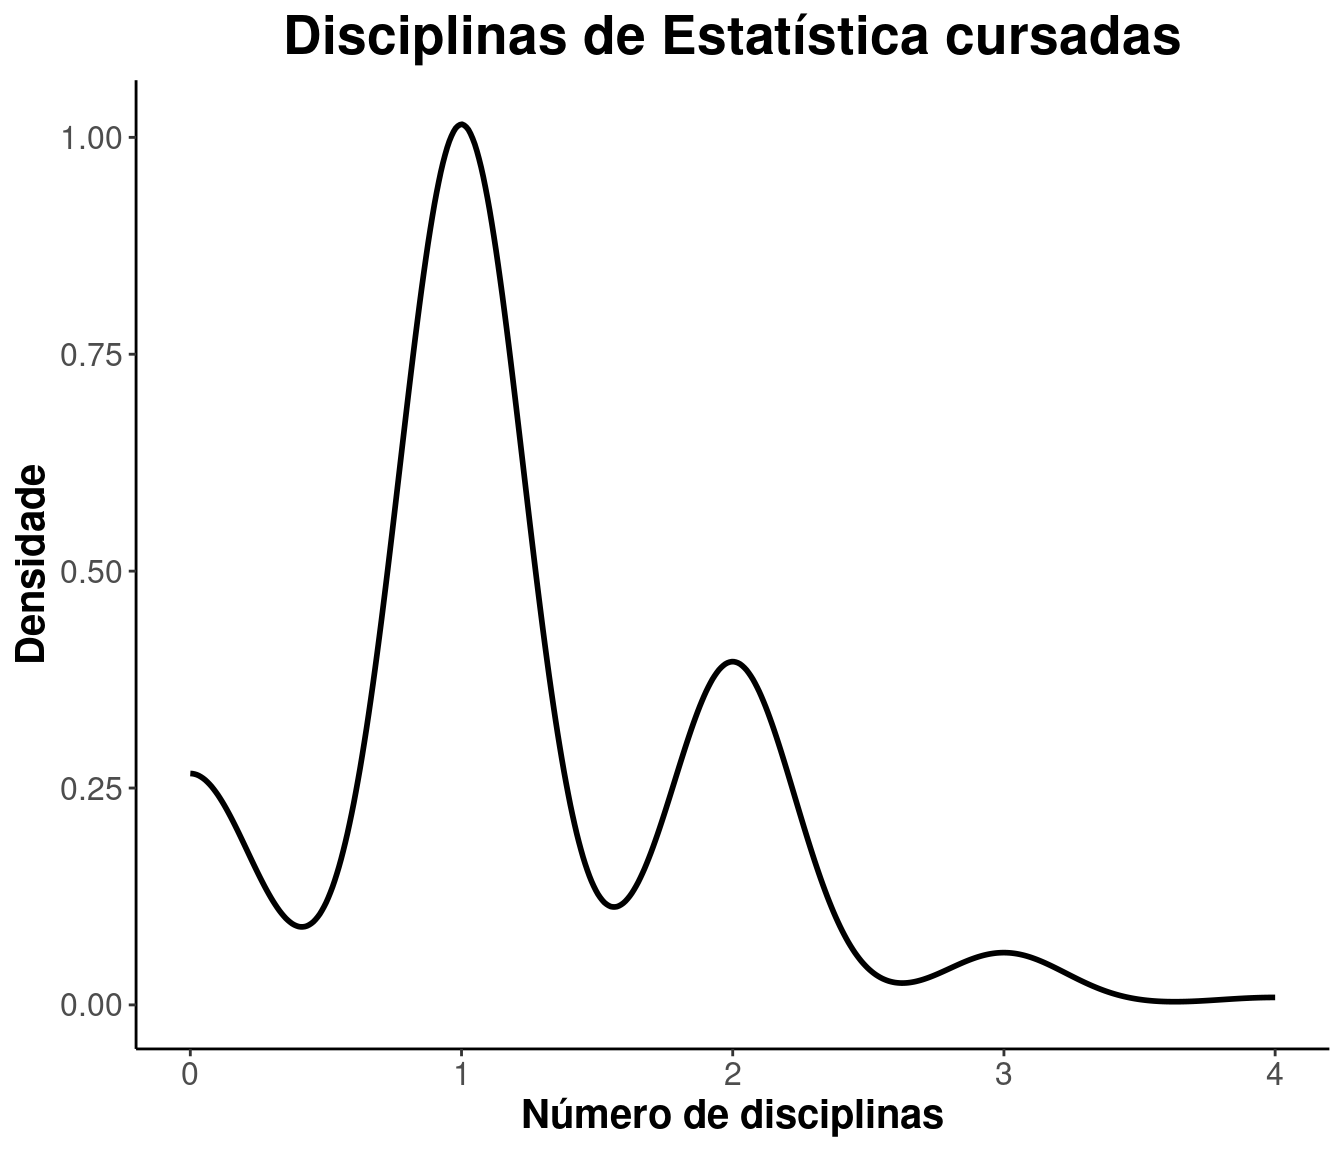 Disciplinas de Estatística cursadas
Densidade
1.00
0.75
0.50
0.25
0.00
0 1 2 3 4
Número de disciplinas